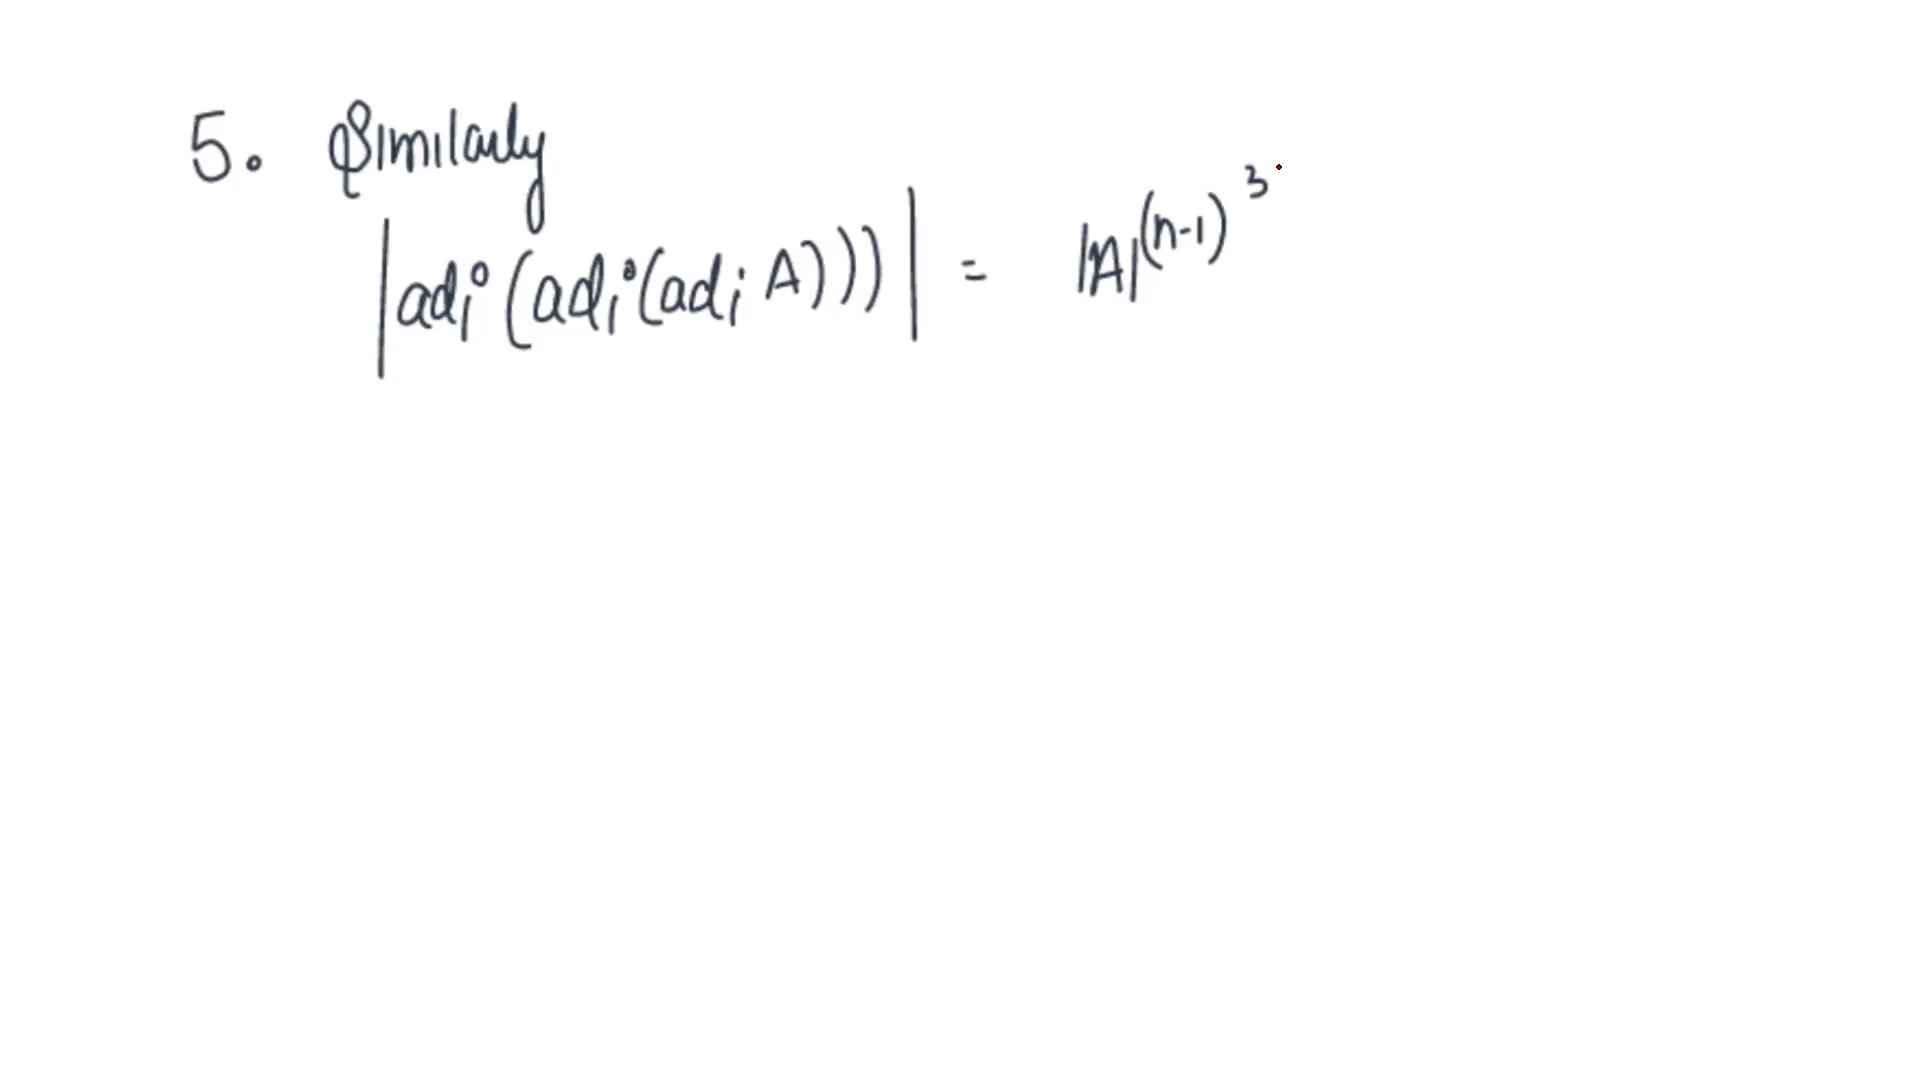 5. Similarly
|adj(adj(adj A)))| = |A|^(n-1)^3